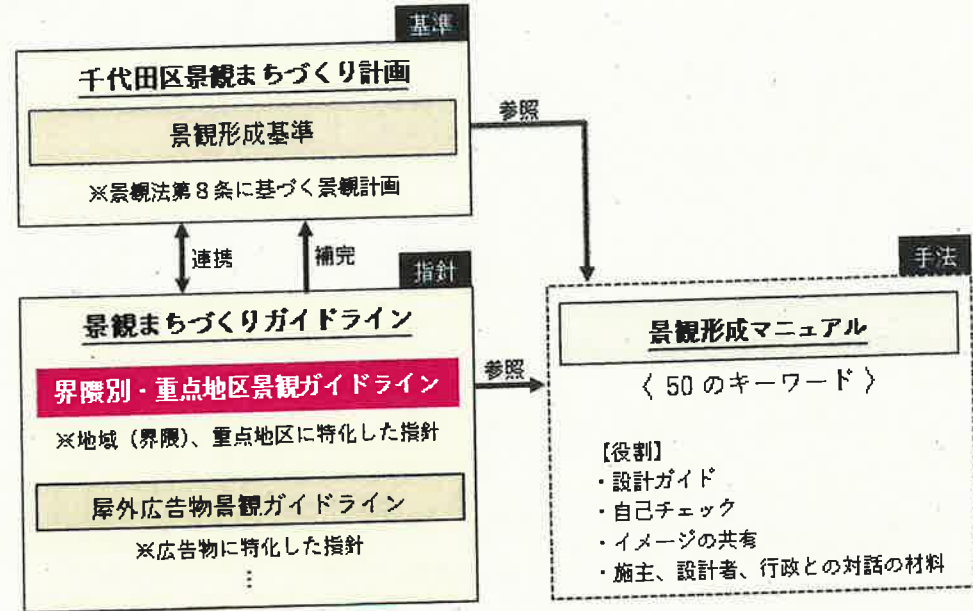 基準
千代田区景観まちづくり計画
景観形成基準
※景観法第8条に基づく景観計画
参照
連携
補完
指針
景観まちづくりガイドライン
界隈別・重点地区景観ガイドライン
※地域（界隈）、重点地区に特化した指針
屋外広告物景観ガイドライン
※広告物に特化した指針
⋮
参照
手法
景観形成マニュアル
〈 50のキーワード 〉
【役割】
・設計ガイド
・自己チェック
・イメージの共有
・施主、設計者、行政との対話の材料